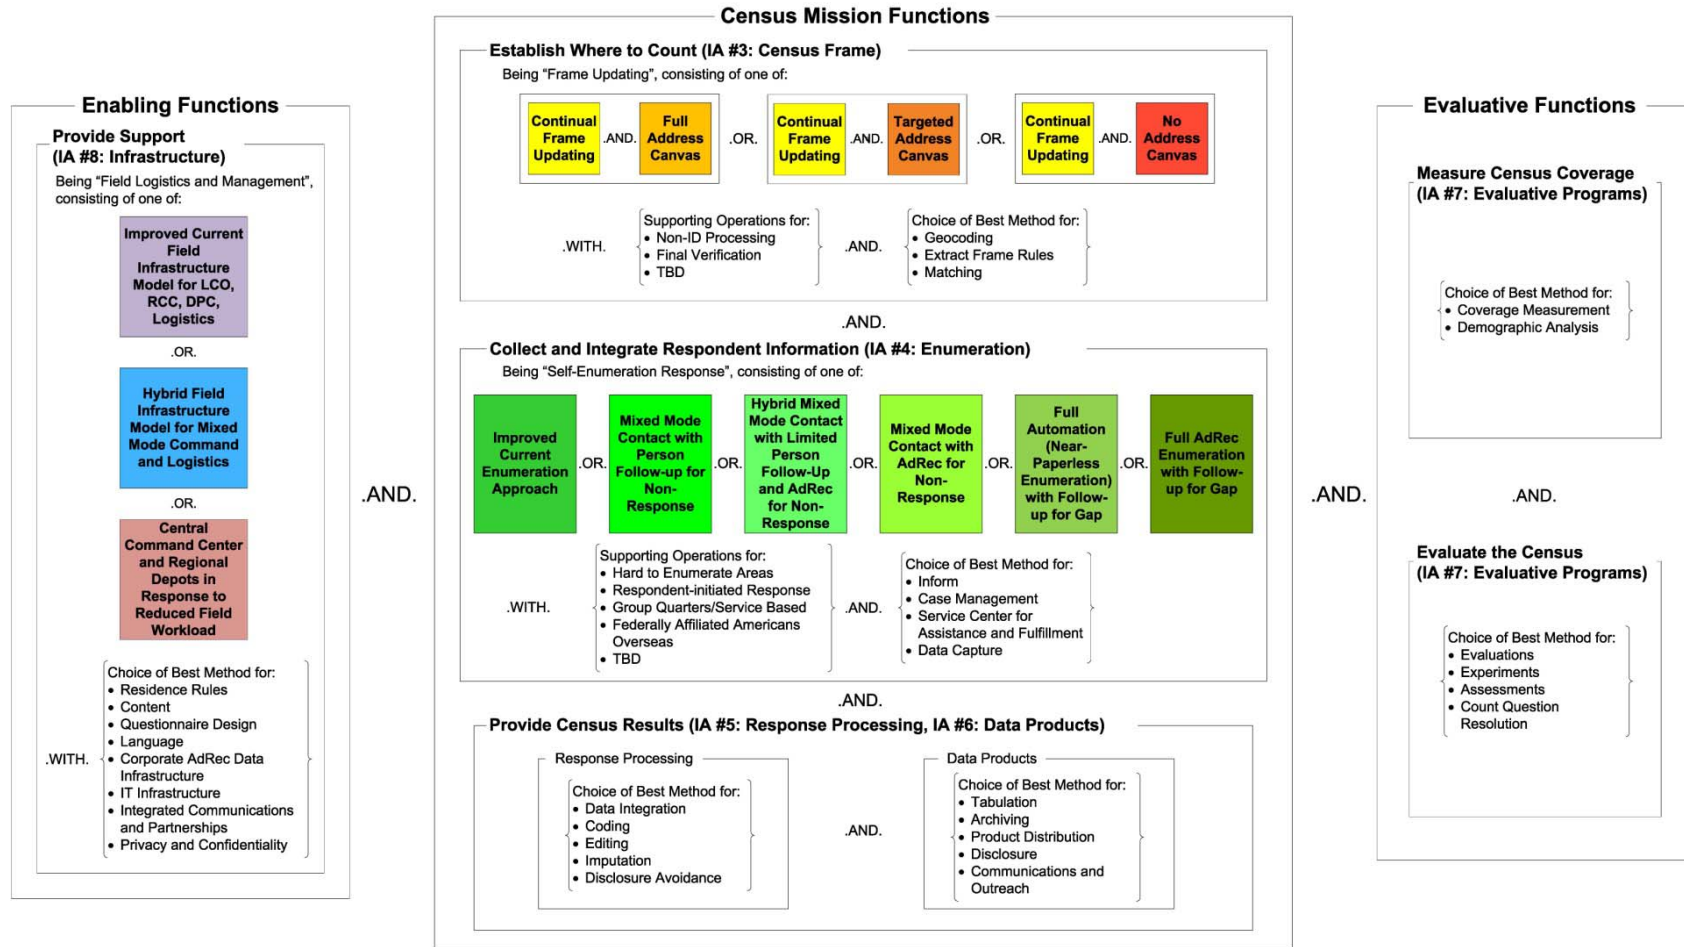 Enabling Functions
Provide Support
(IA #8: Infrastructure)
Being “Field Logistics and Management”,
consisting of one of:
Improved Current
Field
Infrastructure
Model for LCO,
RCC, DPC,
Logistics
.OR.
Hybrid Field
Infrastructure
Model for Mixed
Mode Command
and Logistics
.OR.
Central
Command Center
and Regional
Depots in
Response to
Reduced Field
Workload
.WITH.
Choice of Best Method for:
• Residence Rules
• Content
• Questionnaire Design
• Language
• Corporate AdRec Data
Infrastructure
• IT Infrastructure
• Integrated Communications
and Partnerships
• Privacy and Confidentiality
.AND.
Census Mission Functions
Establish Where to Count (IA #3: Census Frame)
Being “Frame Updating”, consisting of one of:
Continual
Frame
Updating
.AND.
Full
Address
Canvas
.OR.
Continual
Frame
Updating
.AND.
Targeted
Address
Canvas
.OR.
Continual
Frame
Updating
.AND.
No
Address
Canvas
.WITH.
Supporting Operations for:
• Non-ID Processing
• Final Verification
• TBD
.AND.
Choice of Best Method for:
• Geocoding
• Extract Frame Rules
• Matching
.AND.
Collect and Integrate Respondent Information (IA #4: Enumeration)
Being “Self-Enumeration Response”, consisting of one of:
Improved
Current
Enumeration
Approach
.OR.
Mixed Mode
Contact with
Person
Follow-up for
Non-
Response
.OR.
Hybrid Mixed
Mode Contact
with Limited
Person
Follow-Up
and AdRec
for Non-
Response
.OR.
Mixed Mode
Contact with
AdRec for
Non-
Response
.OR.
Full
Automation
(Near-
Paperless
Enumeration)
with Follow-
up for Gap
.OR.
Full AdRec
Enumeration
with Follow-
up for Gap
.WITH.
Supporting Operations for:
• Hard to Enumerate Areas
• Respondent-initiated Response
• Group Quarters/Service Based
• Federally Affiliated Americans
Overseas
• TBD
.AND.
Choice of Best Method for:
• Inform
• Case Management
• Service Center for
Assistance and Fulfillment
• Data Capture
.AND.
Provide Census Results (IA #5: Response Processing, IA #6: Data Products)
Response Processing
Choice of Best Method for:
• Data Integration
• Coding
• Editing
• Imputation
• Disclosure Avoidance
.AND.
Data Products
Choice of Best Method for:
• Tabulation
• Archiving
• Product Distribution
• Disclosure
• Communications and
Outreach
.AND.
Evaluative Functions
Measure Census Coverage
(IA #7: Evaluative Programs)
Choice of Best Method for:
• Coverage Measurement
• Demographic Analysis
.AND.
Evaluate the Census
(IA #7: Evaluative Programs)
Choice of Best Method for:
• Evaluations
• Experiments
• Assessments
• Count Question
Resolution